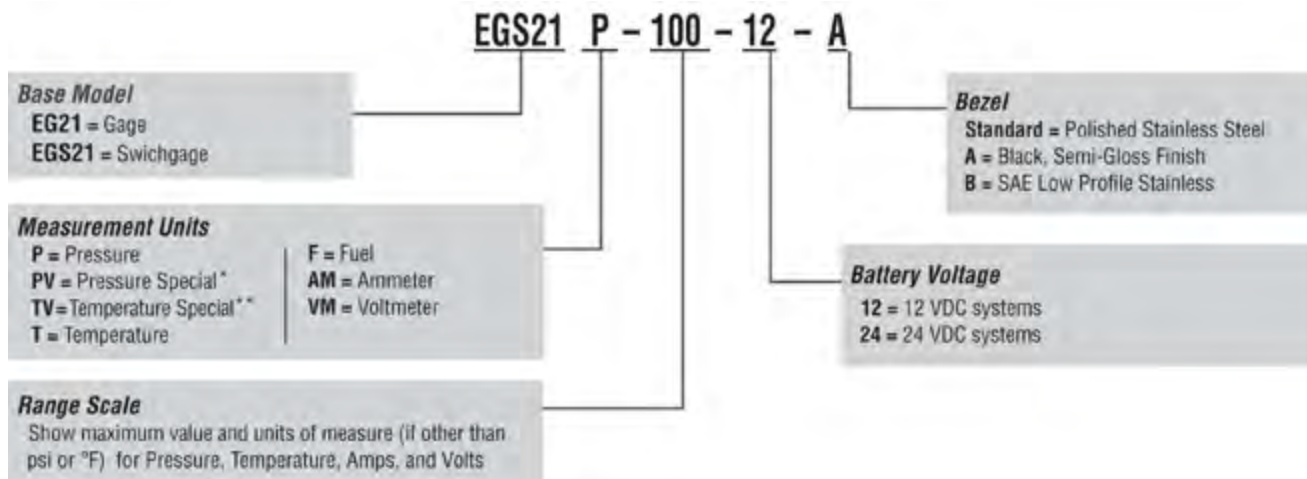 EGS21 P – 100 – 12 – A
Base Model
EG21 = Gage
EGS21 = Swichgage
Bezel
Standard = Polished Stainless Steel
A = Black, Semi-Gloss Finish
B = SAE Low Profile Stainless
Measurement Units
P = Pressure
PV = Pressure Special*
TV=Temperature Special**
T = Temperature
F = Fuel
AM = Ammeter
VM = Voltmeter
Battery Voltage
12 = 12 VDC systems
24 = 24 VDC systems
Range Scale
Show maximum value and units of measure (if other than
psi or °F) for Pressure, Temperature, Amps, and Volts